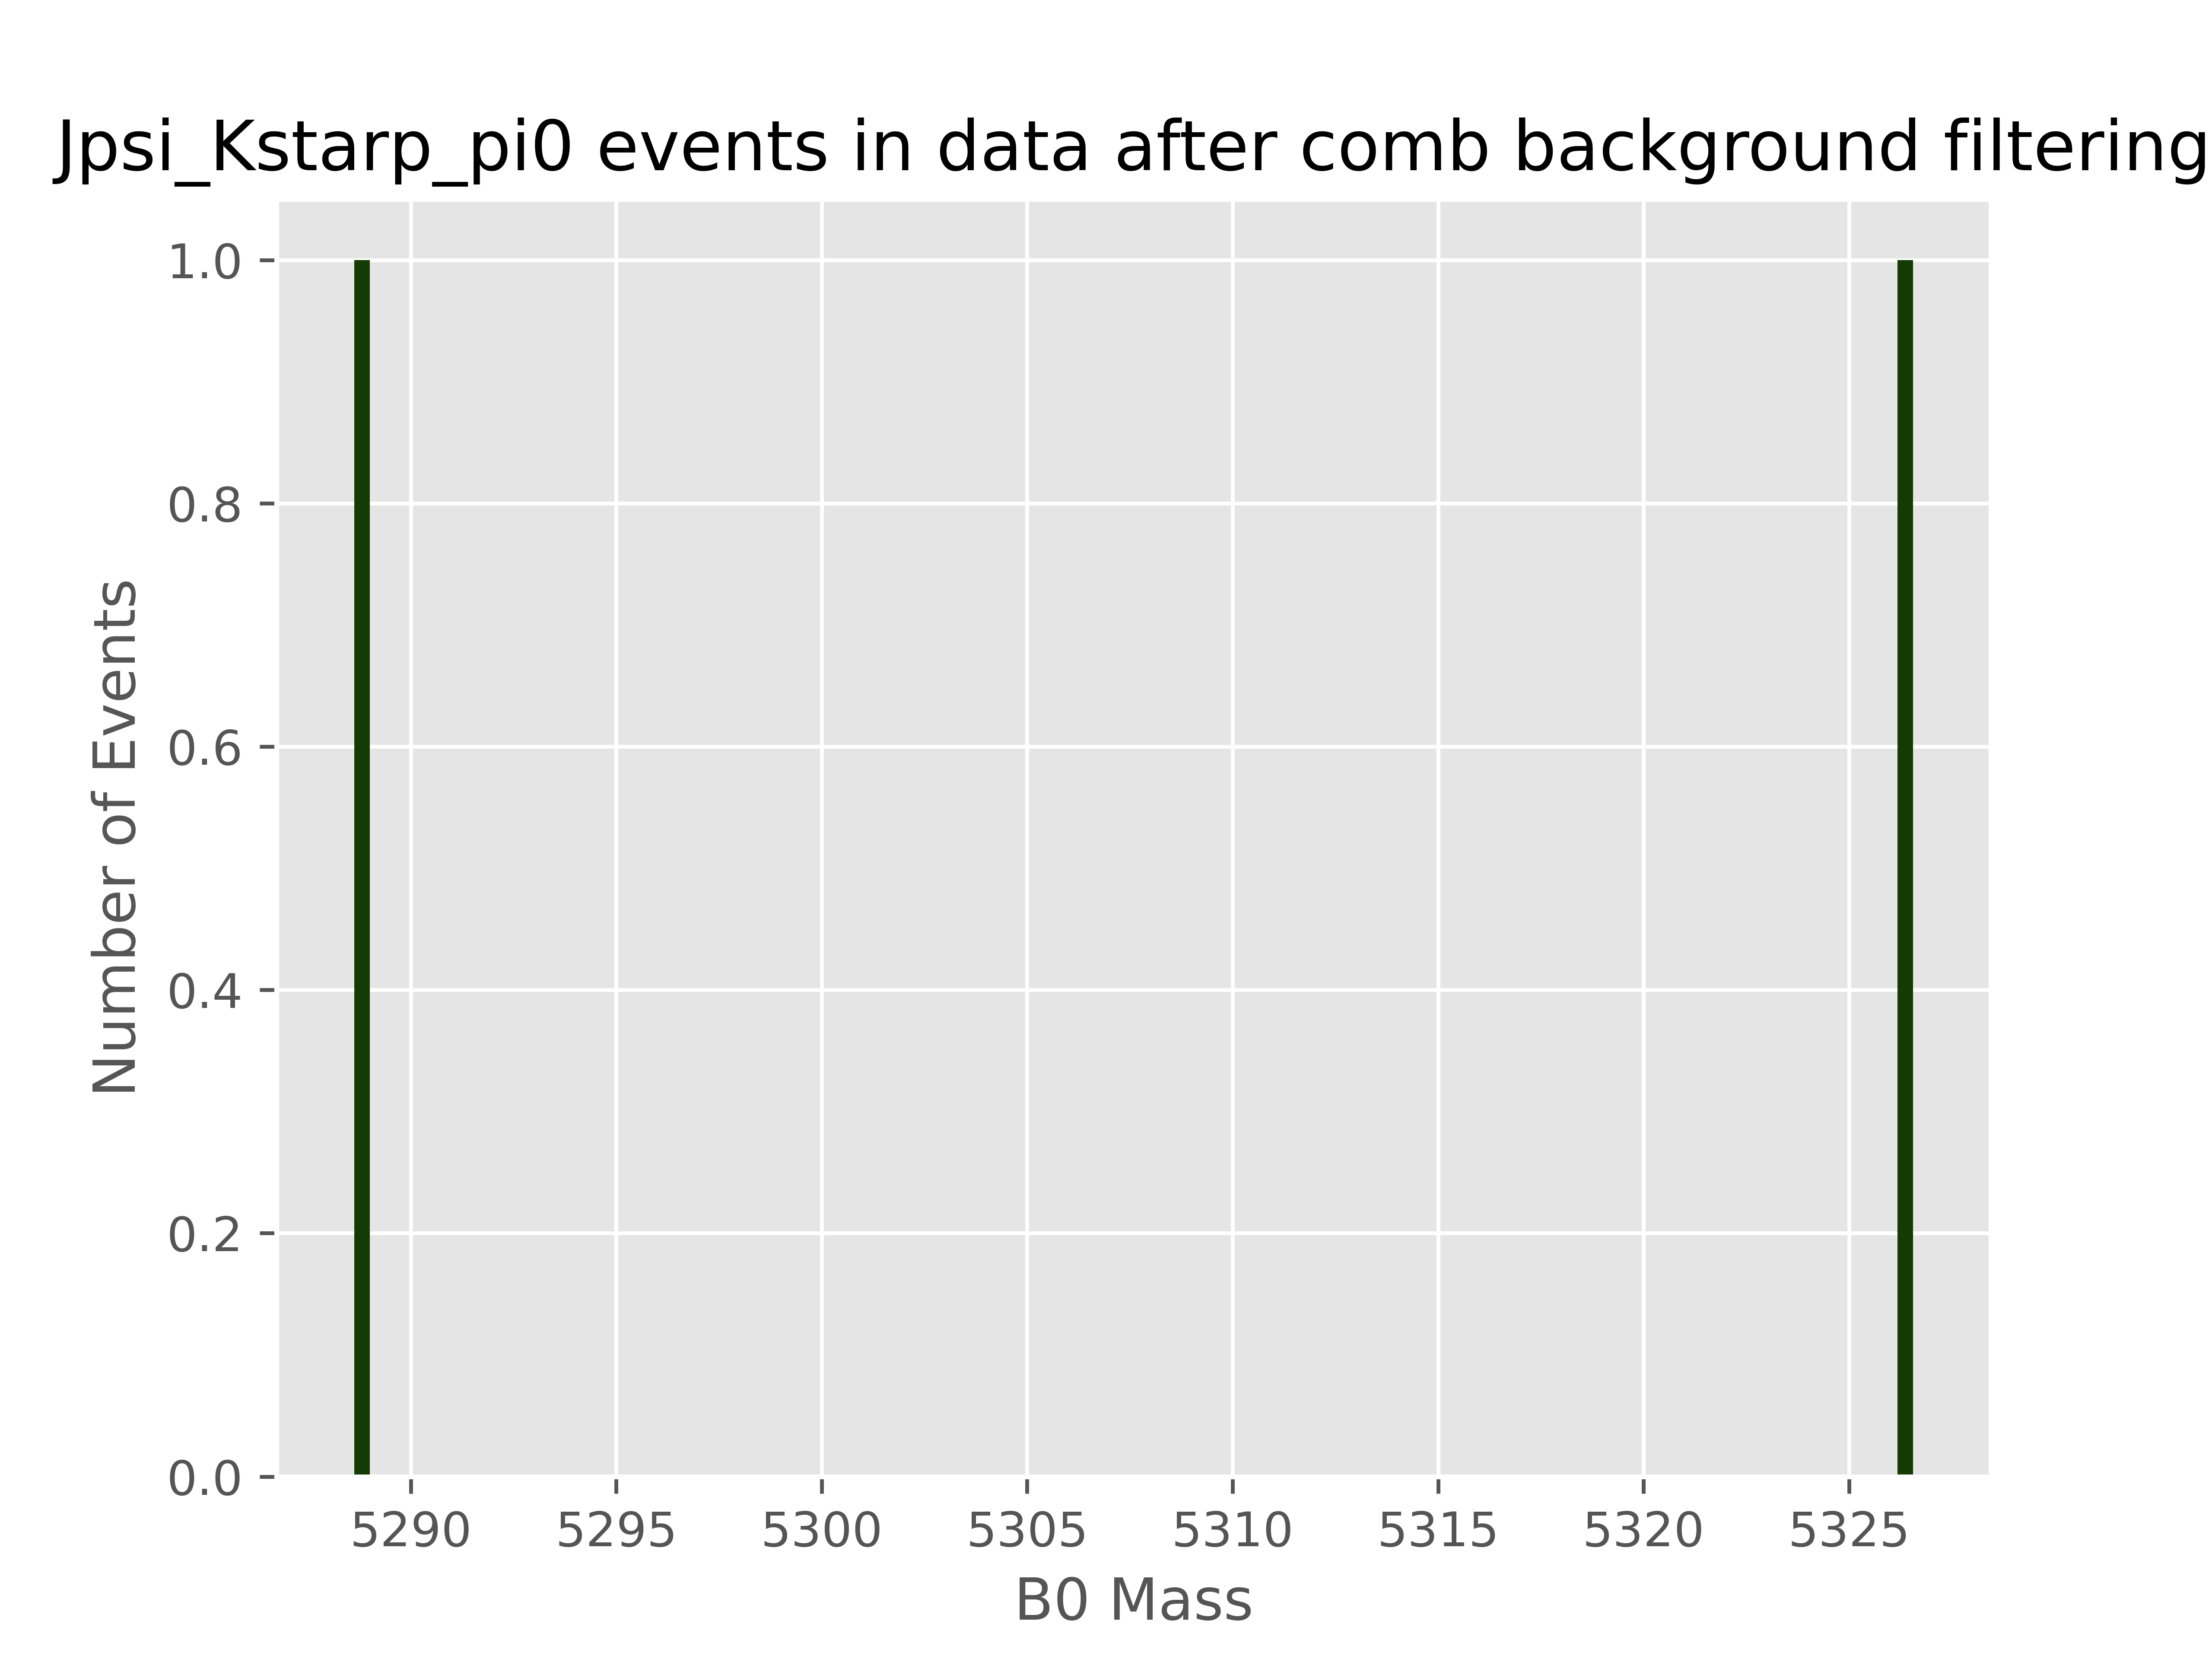 Jpsi_Kstarp_pi0 events in data after comb background filtering
1.0
0.8
0.6
0.4
0.2
0.0
Number of Events
5290 5295 5300 5305 5310 5315 5320 5325
B0 Mass